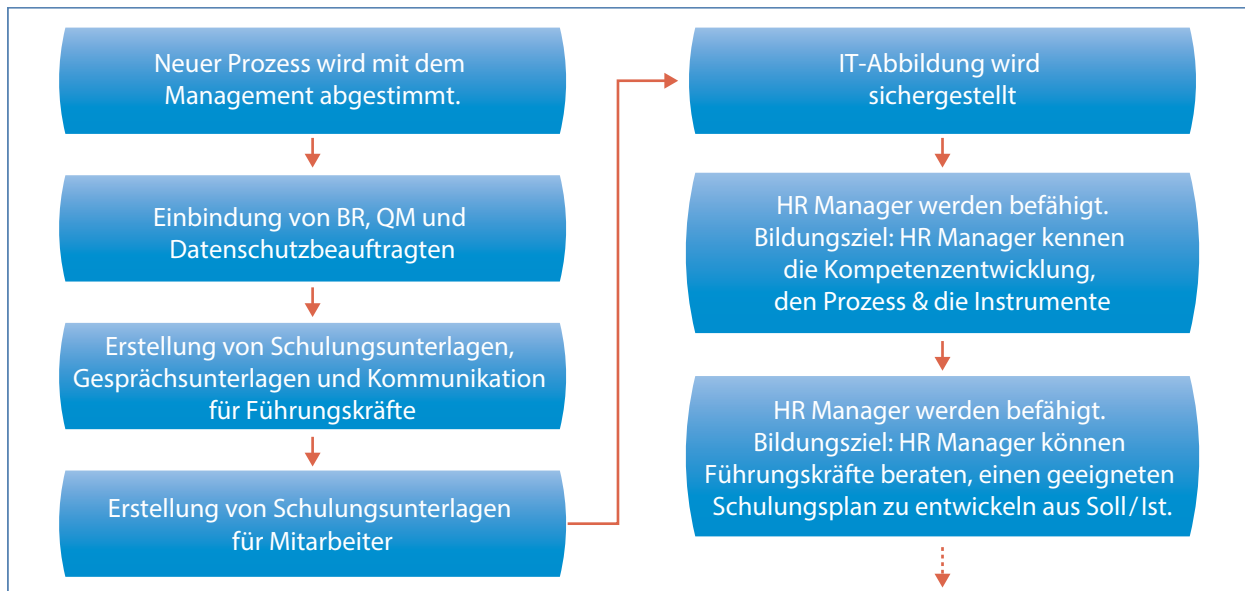 Neuer Prozess wird mit dem
Management abgestimmt.
Einbindung von BR, QM und
Datenschutzbeauftragten
Erstellung von Schulungsunterlagen,
Gesprächsunterlagen und Kommunikation
für Führungskräfte
Erstellung von Schulungsunterlagen
für Mitarbeiter
IT-Abbildung wird
sichergestellt
HR Manager werden befähigt.
Bildungsziel: HR Manager kennen
die Kompetenzentwicklung,
den Prozess & die Instrumente
HR Manager werden befähigt.
Bildungsziel: HR Manager können
Führungskräfte beraten, einen geeigneten
Schulungsplan zu entwickeln aus Soll/Ist.